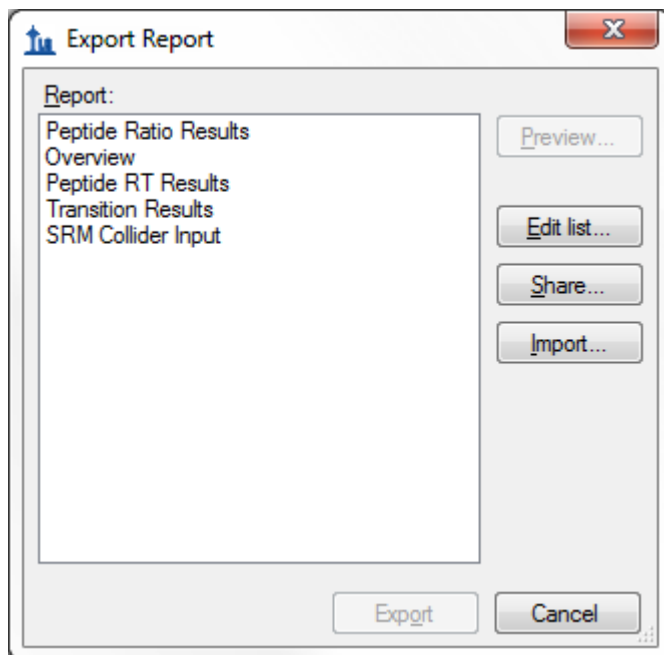 Export Report
Report:
Peptide Ratio Results
Overview
Peptide RT Results
Transition Results
SRM Collider Input
Preview...
Edit list...
Share...
Import...
Export
Cancel